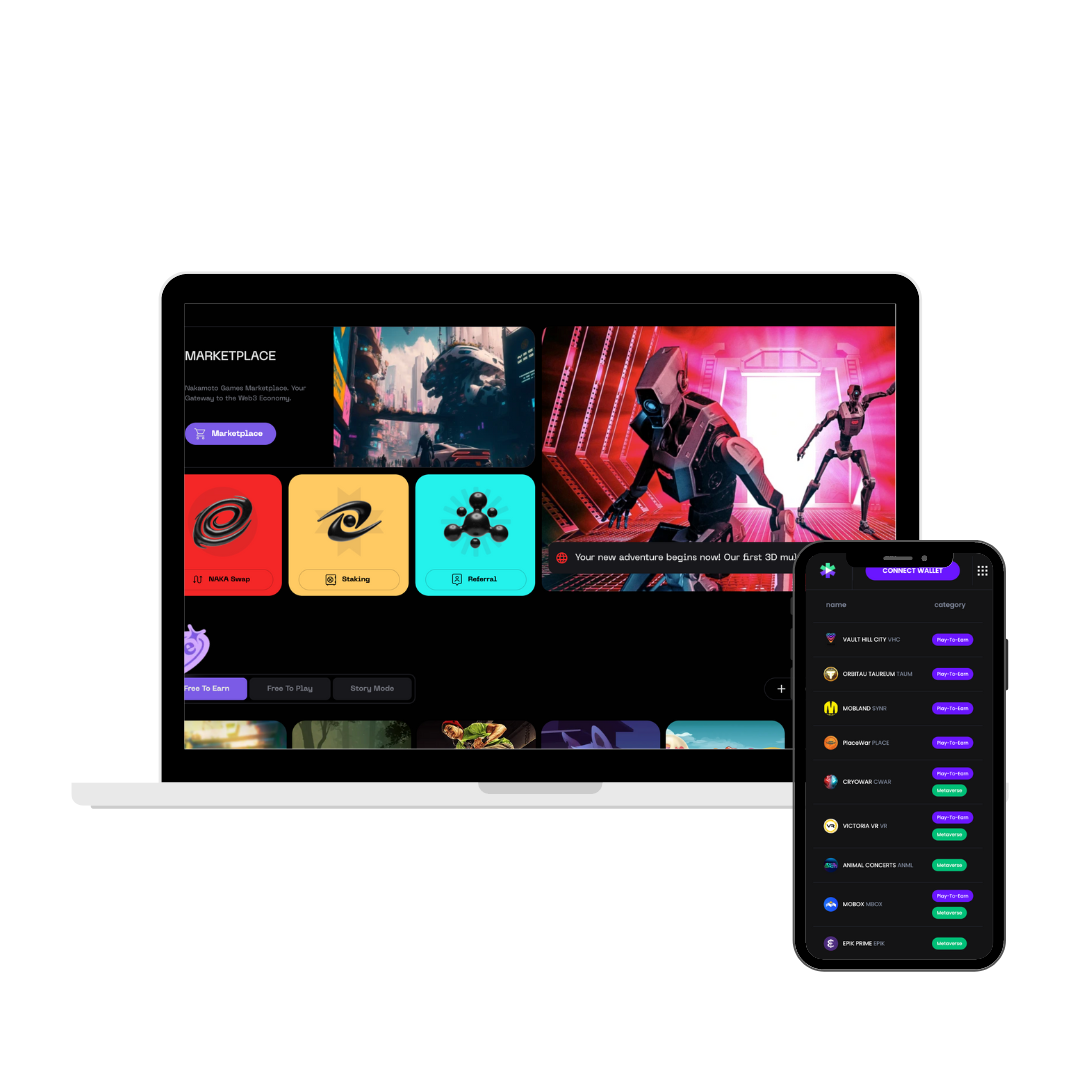 MARKETPLACE
Nakamoto Games Marketplace. Your
Gateway to the Web3 Economy.
Marketplace
NAKA Swap
Staking
Referral
Your new adventure begins now! Our first 3D mul
Free To Earn
Free To Play
Story Mode
CONNECT WALLET
name category
VAULT HILL CITY VHC Play-To-Earn
ORBITAU TAUREUM TAUM Play-To-Earn
MOBLAND SYNR Play-To-Earn
PlaceWar PLACE Play-To-Earn
CRYOWAR CWAR Play-To-Earn
Metaverse
VICTORIA VR VR Play-To-Earn
Metaverse
ANIMAL CONCERTS ANML Metaverse
MOBOX MBOX Play-To-Earn
Metaverse
EPIK PRIME EPIK Metaverse